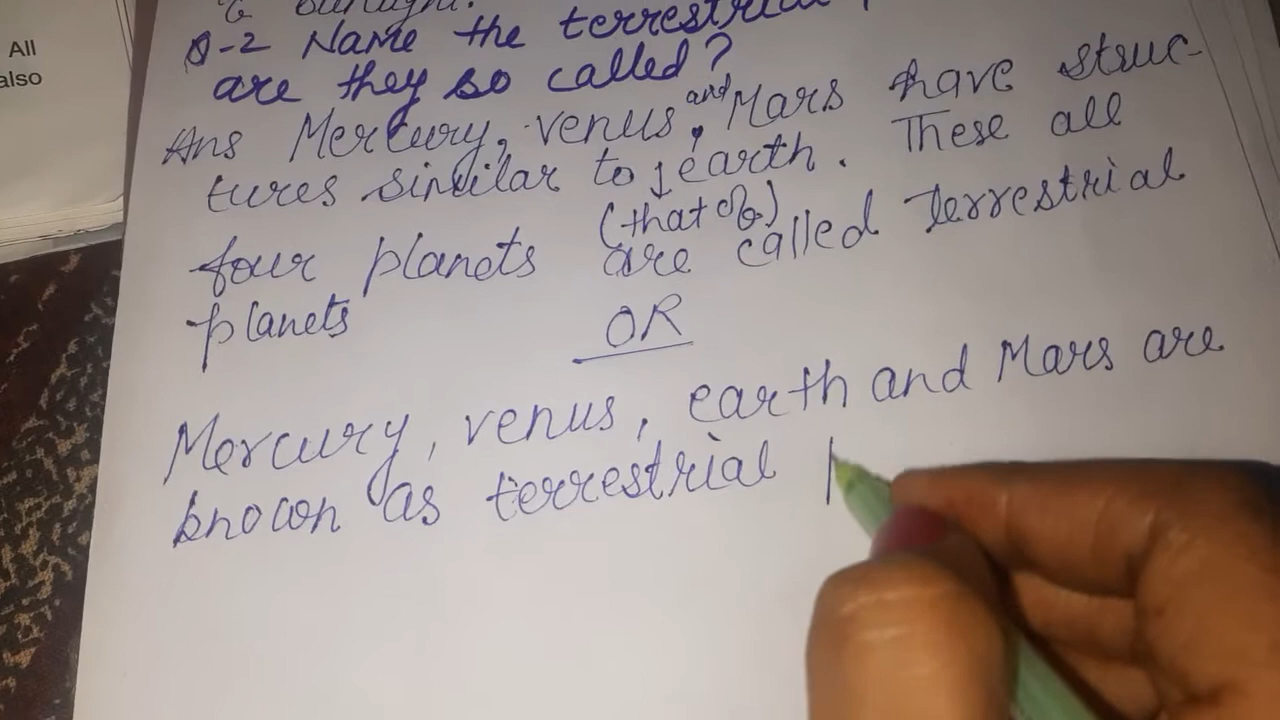 All
also
Q-2 Name the terrestrial
are they so called?
Ans Mercury, venus, and Mars have struc-
tures similar to earth. These all
(that of)
four planets are called terrestrial
planets
OR
Mercury, venus, earth and Mars are
known as terrestrial p